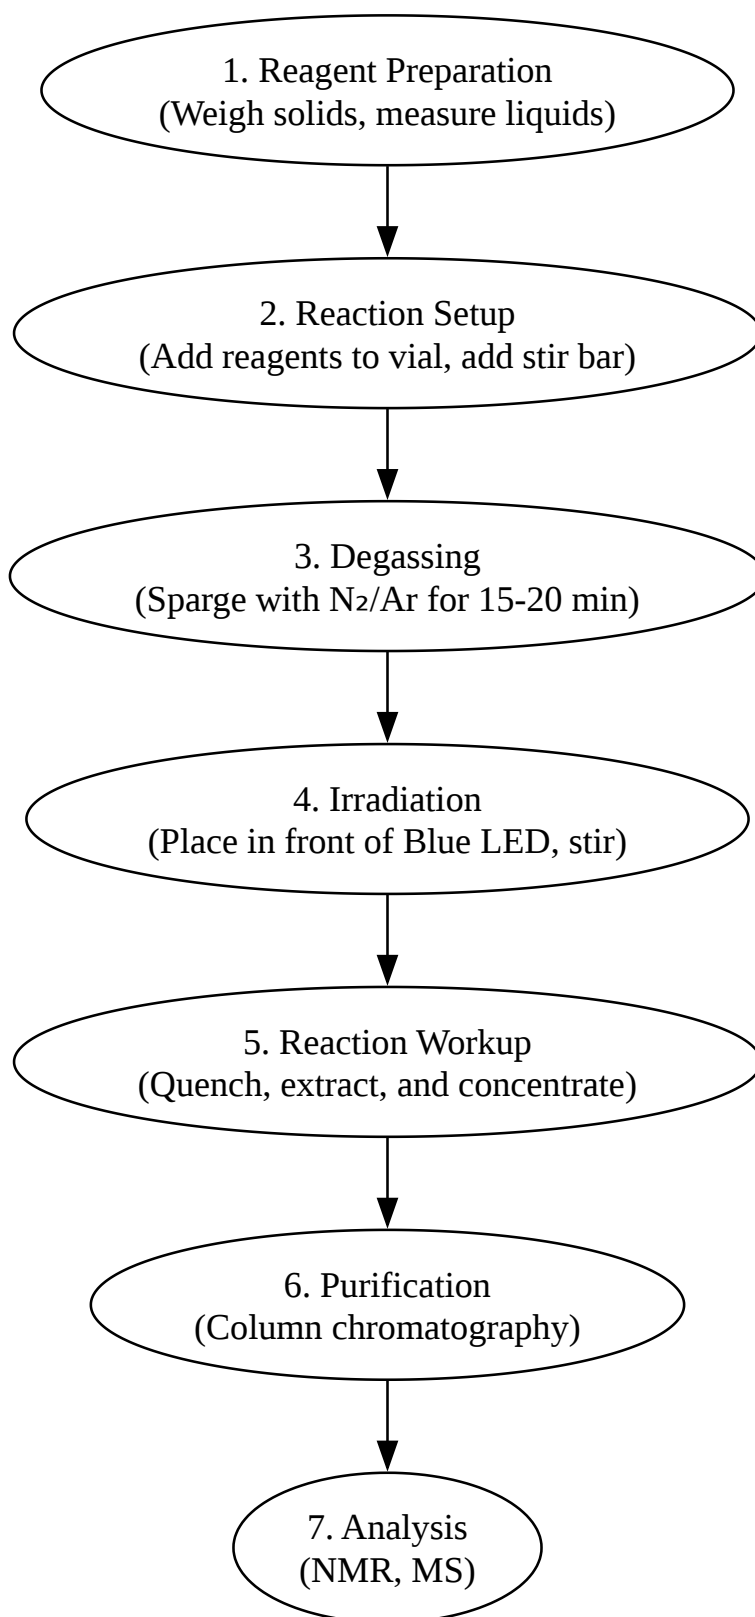 1. Reagent Preparation
(Weigh solids, measure liquids)
2. Reaction Setup
(Add reagents to vial, add stir bar)
3. Degassing
(Sparge with N₂/Ar for 15-20 min)
4. Irradiation
(Place in front of Blue LED, stir)
5. Reaction Workup
(Quench, extract, and concentrate)
6. Purification
(Column chromatography)
7. Analysis
(NMR, MS)